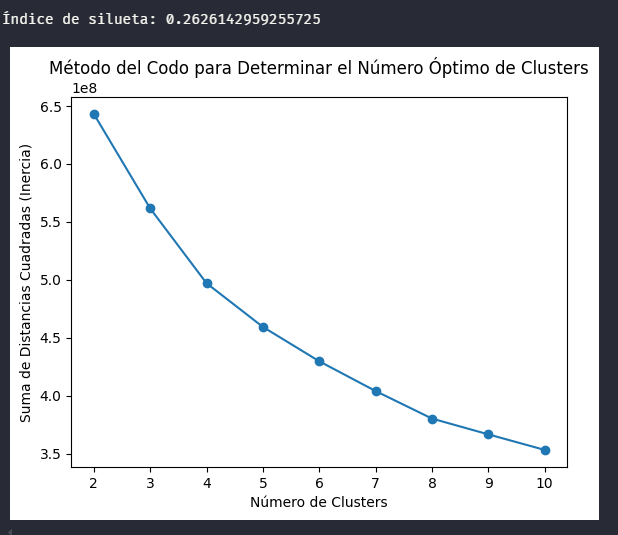 Índice de silueta: 0.2626142959255725
Método del Codo para Determinar el Número Óptimo de Clusters
1e8
6.5
6.0
5.5
5.0
4.5
4.0
3.5
Suma de Distancias Cuadradas (Inercia)
2 3 4 5 6 7 8 9 10
Número de Clusters